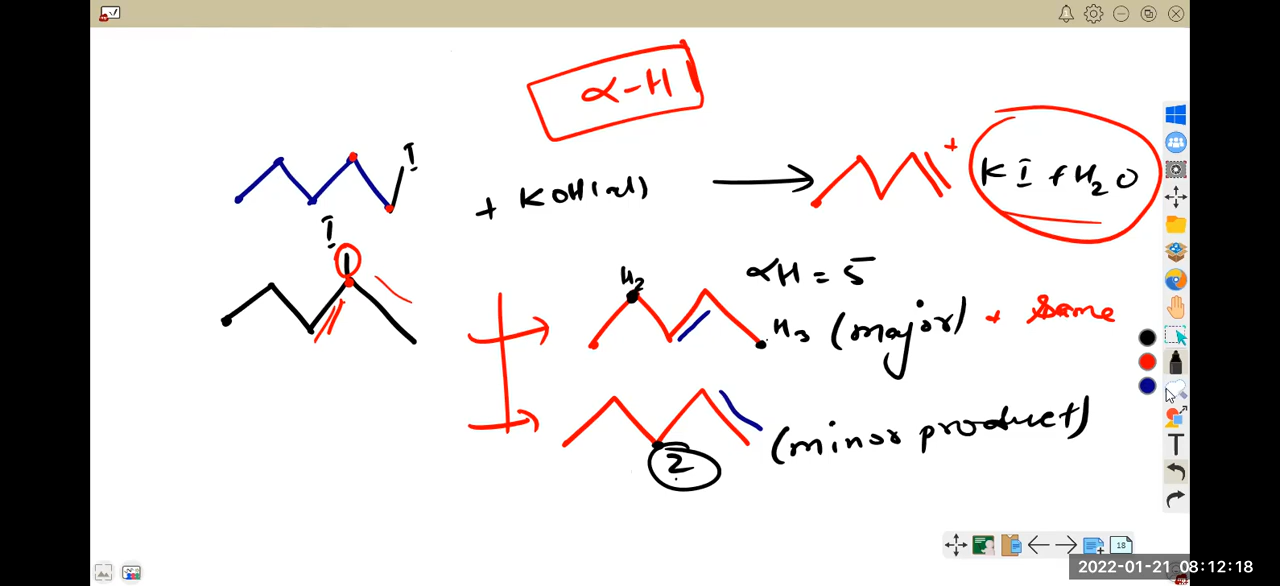 α-H
I
+ KOH(al)
+ KI + H2O
I
H2
αH = 5
H3 (major) + Same
2
(minor product)
18
2022-01-21 08:12:18